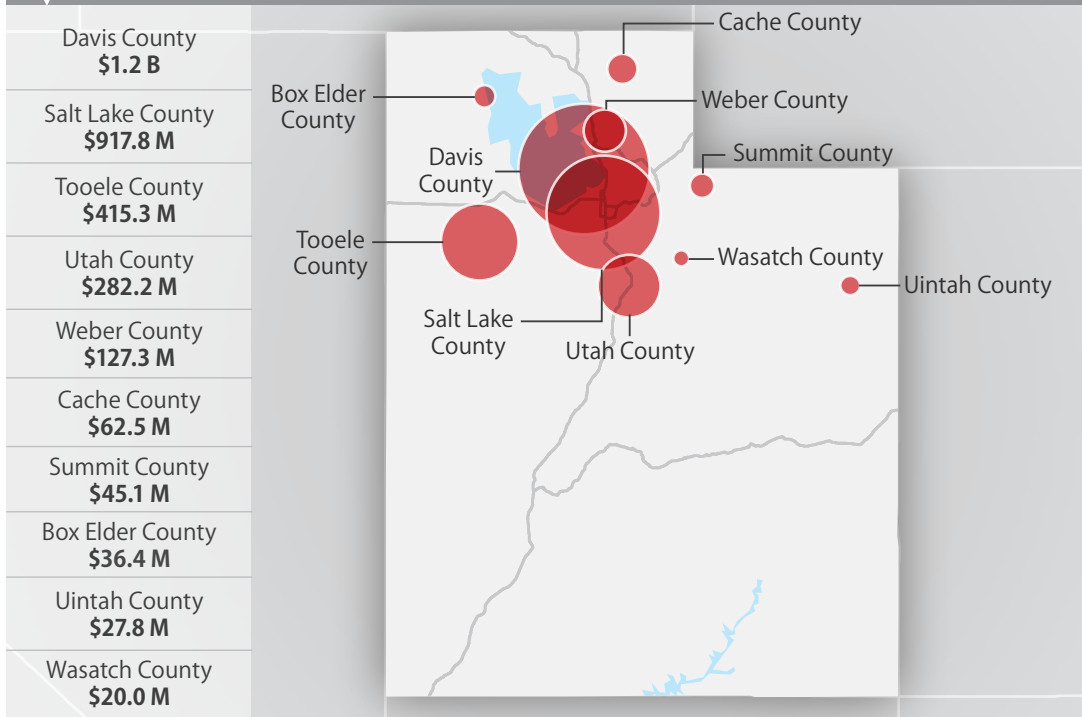 Davis County
$1.2 B
Salt Lake County
$917.8 M
Tooele County
$415.3 M
Utah County
$282.2 M
Weber County
$127.3 M
Cache County
$62.5 M
Summit County
$45.1 M
Box Elder County
$36.4 M
Uintah County
$27.8 M
Wasatch County
$20.0 M
Cache County
Box Elder
County
Weber County
Davis
County
Summit County
Tooele
County
Wasatch County
Uintah County
Salt Lake
County
Utah County